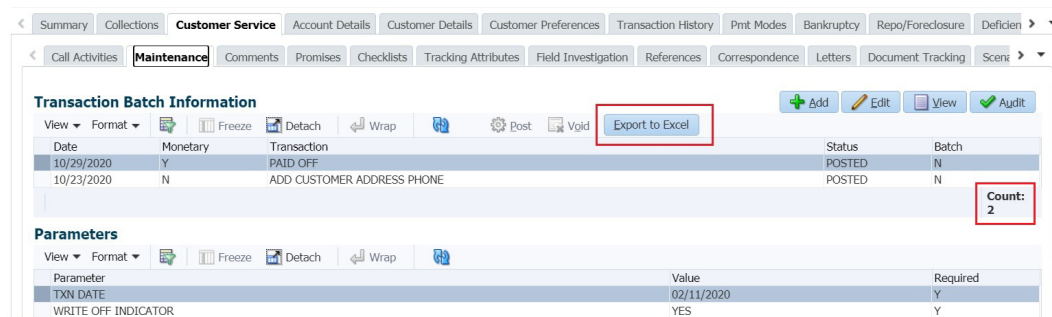 Summary Collections Customer Service Account Details Customer Details Customer Preferences Transaction History Pmt Modes Bankruptcy Repo/Foreclosure Deficien
Call Activities Maintenance Comments Promises Checklists Tracking Attributes Field Investigation References Correspondence Letters Document Tracking Scena
Transaction Batch Information Add Edit View Audit
View Format Freeze Detach Wrap Post Void Export to Excel
Date Monetary Transaction Status Batch
10/29/2020 Y PAID OFF POSTED N
10/23/2020 N ADD CUSTOMER ADDRESS PHONE POSTED N
Count:
2
Parameters
View Format Freeze Detach Wrap
Parameter Value Required
TXN DATE 02/11/2020 Y
WRITE OFF INDICATOR YES Y